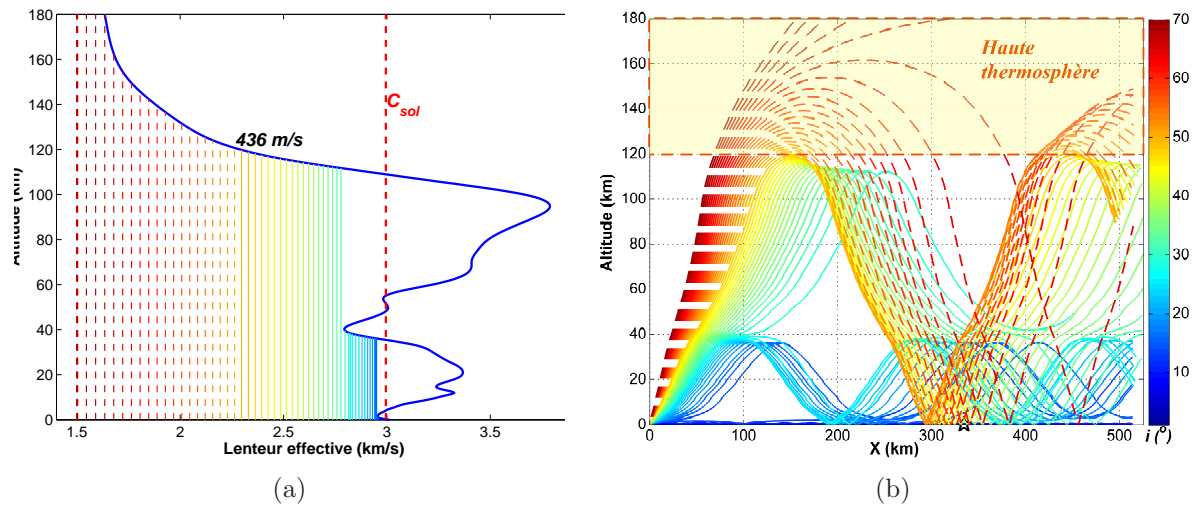 180
160
140
120
100
80
60
40
20
0
Altitude (km)
436 m/s
C_sol
1.5 2 2.5 3 3.5
Lenteur effective (km/s)
(a)
180
160
140
120
100
80
60
40
20
0
Altitude (km)
Haute
thermosphère
0 100 200 300 400 500
X (km)
70
60
50
40
30
20
10
i (°)
(b)